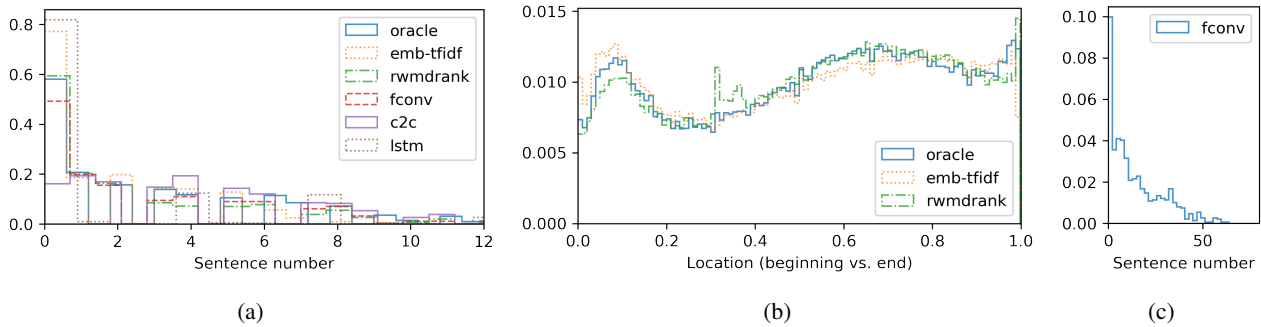 0.8
0.6
0.4
0.2
0.0
0 2 4 6 8 10 12
Sentence number
oracle
emb-tfidf
rwmdrank
fconv
c2c
lstm
(a)
0.015
0.010
0.005
0.000
0.0 0.2 0.4 0.6 0.8 1.0
Location (beginning vs. end)
oracle
emb-tfidf
rwmdrank
(b)
0.10
0.08
0.06
0.04
0.02
0.00
0 50
Sentence number
fconv
(c)